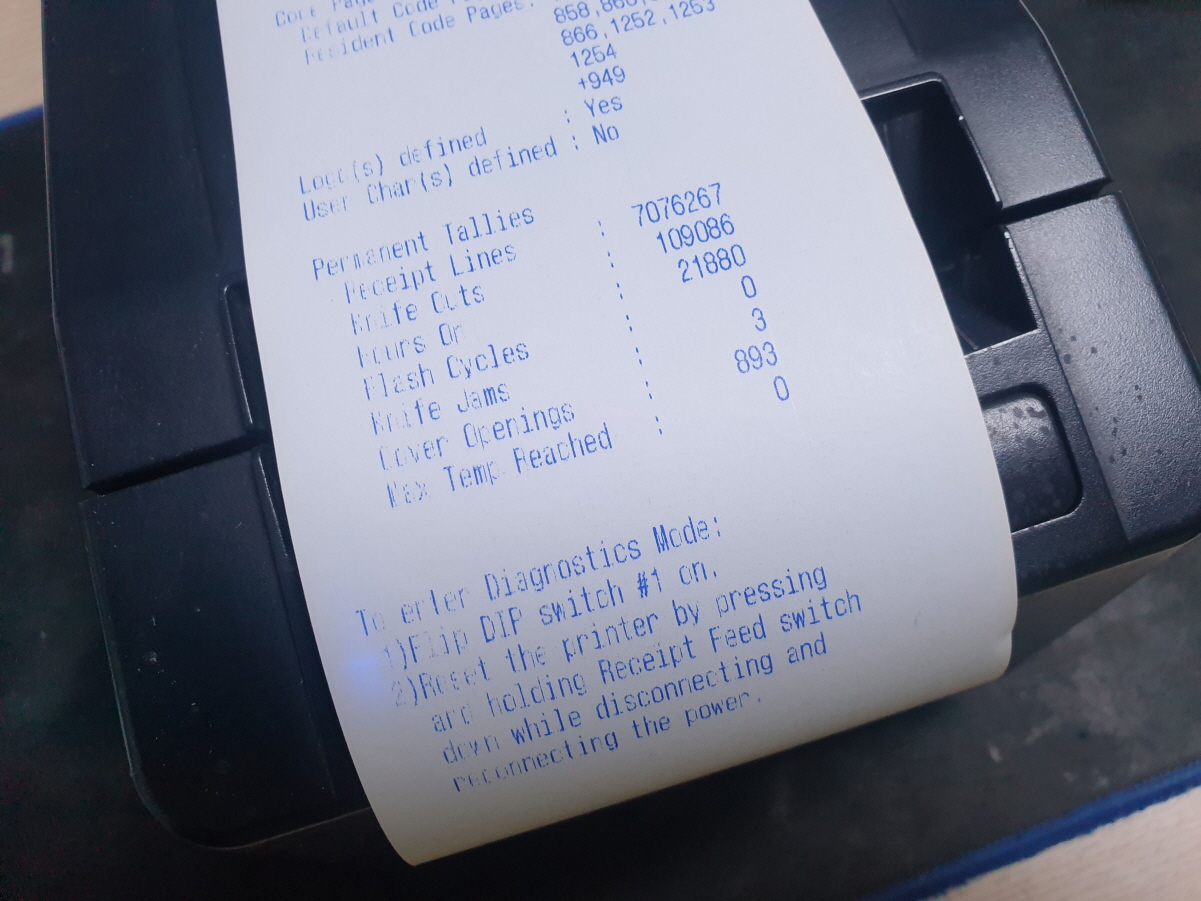 Code Page
Default Code
Resident Code Pages:
858,860,
866,1252,1253
1254
+949
Logo(s) defined : Yes
User Char(s) defined : No
Permanent Tallies
Receipt Lines : 7076267
Knife Cuts : 109086
Hours On : 21880
Flash Cycles : 0
Knife Jams : 3
Cover Openings : 893
Max Temp Reached : 0
To enter Diagnostics Mode:
1)Flip DIP switch #1 on.
2)Reset the printer by pressing
and holding Receipt Feed switch
down while disconnecting and
reconnecting the power.